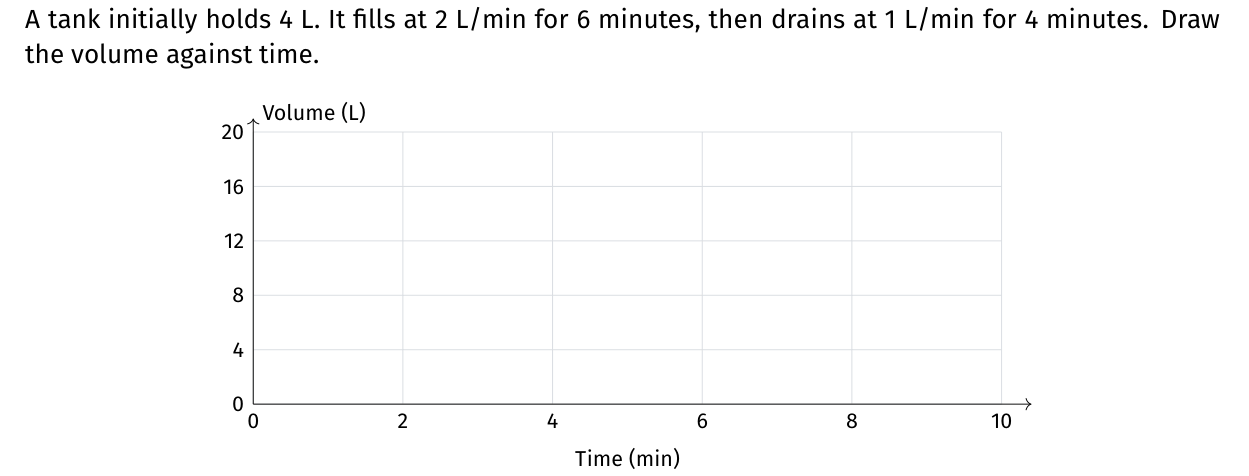 A tank initially holds 4 L. It fills at 2 L/min for 6 minutes, then drains at 1 L/min for 4 minutes. Draw
the volume against time.
Volume (L)
20
16
12
8
4
0
0 2 4 6 8 10
Time (min)